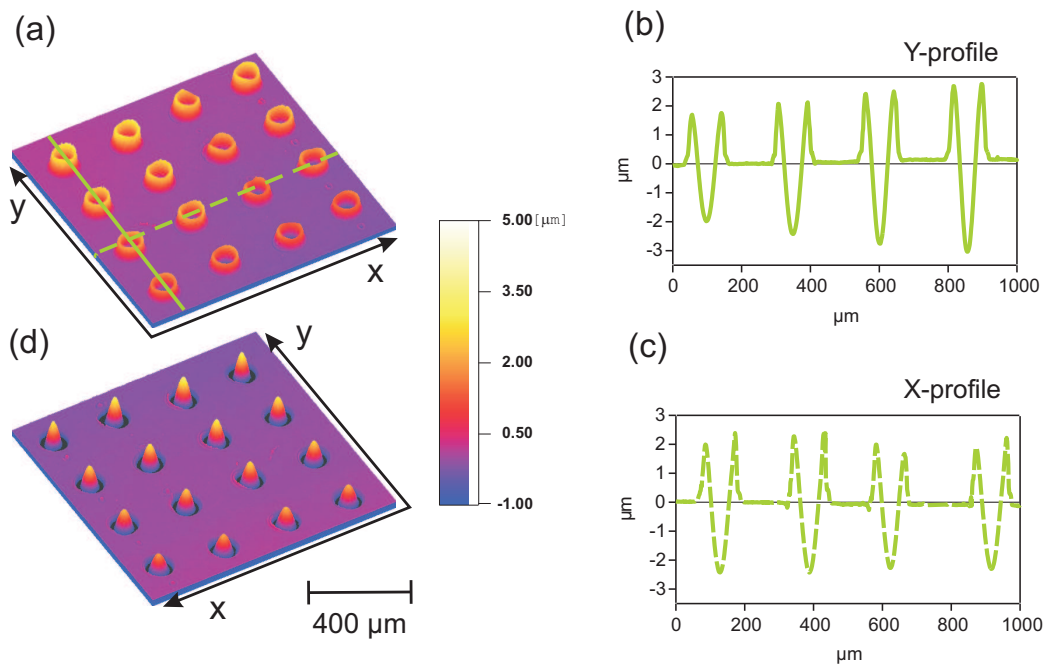 (a)
y
x
(b)
Y-profile
3
2
1
0
-1
-2
-3
µm
0 200 400 600 800 1000
µm
5.00 [µm]
3.50
2.00
0.50
-1.00
(c)
X-profile
3
2
1
0
-1
-2
-3
µm
0 200 400 600 800 1000
µm
(d)
y
x
400 µm